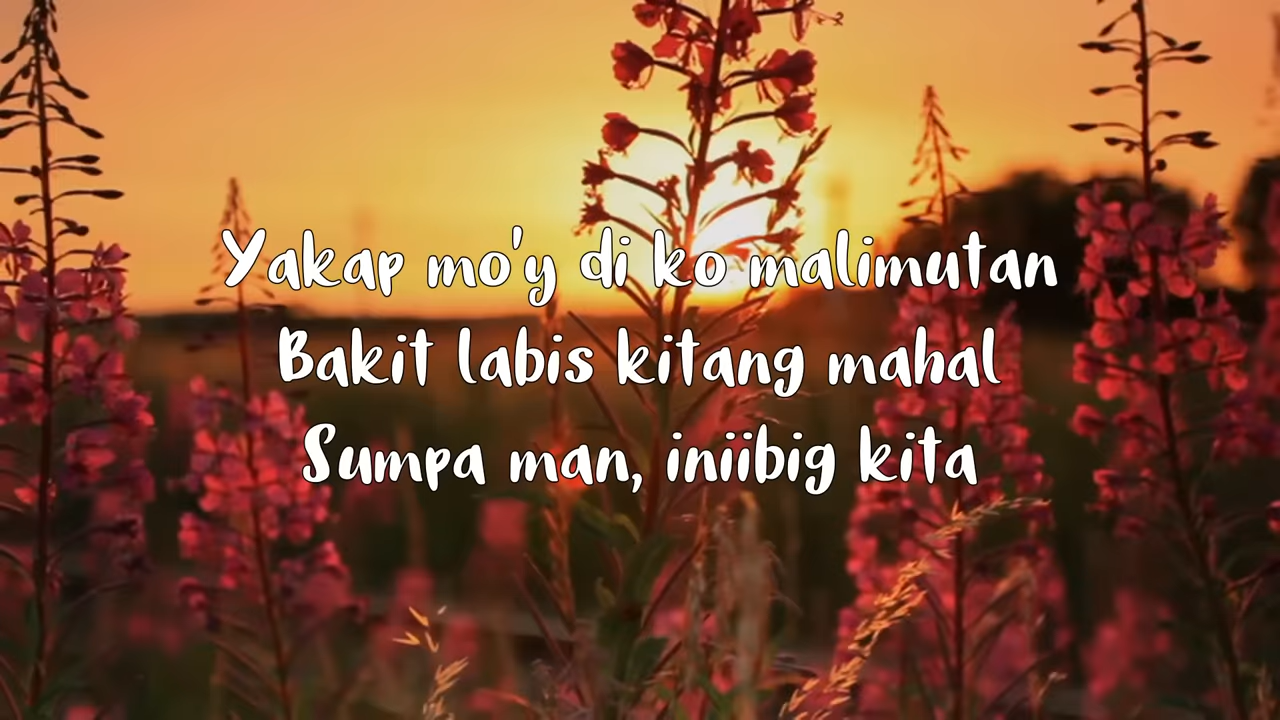 Yakap mo'y di ko malimutan
Bakit labis kitang mahal
Sumpa man, iniibig kita